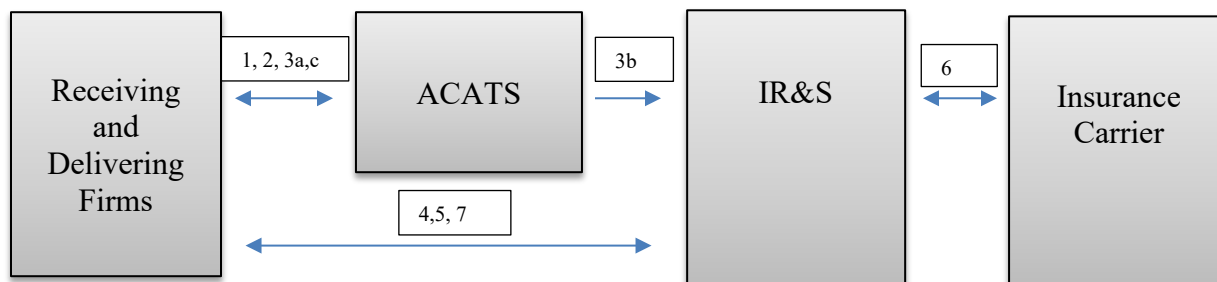 Receiving
and
Delivering
Firms
1, 2, 3a,c
ACATS
3b
IR&S
6
Insurance
Carrier
4,5, 7